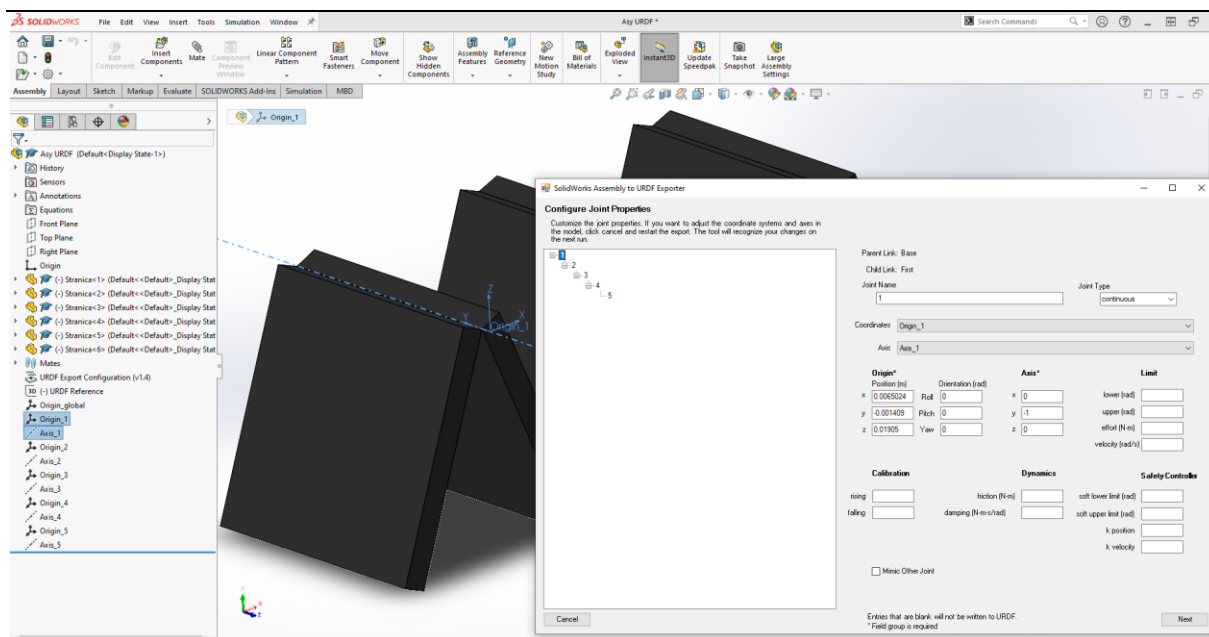 SOLIDWORKS File Edit View Insert Tools Simulation Window Asy URDF * Search Commands
Edit Component
Insert Components
Mate
Component Preview Window
Linear Component Pattern
Smart Fasteners
Move Component
Show Hidden Components
Assembly Features
Reference Geometry
New Motion Study
Bill of Materials
Exploded View
Instant3D
Update Speedpak
Take Snapshot
Large Assembly Settings
Assembly Layout Sketch Markup Evaluate SOLIDWORKS Add-Ins Simulation MBD
Origin_1
Asy URDF (Default<Display State-1>)
History
Sensors
Annotations
Equations
Front Plane
Top Plane
Right Plane
Origin
(-) Stranica<1> (Default<<Default>_Display Stat
(-) Stranica<2> (Default<<Default>_Display Stat
(-) Stranica<3> (Default<<Default>_Display Stat
(-) Stranica<4> (Default<<Default>_Display Stat
(-) Stranica<5> (Default<<Default>_Display Stat
(-) Stranica<6> (Default<<Default>_Display Stat
Mates
URDF Export Configuration (v1.4)
3D (-) URDF Reference
Origin_global
Origin_1
Axis_1
Origin_2
Axis_2
Origin_3
Axis_3
Origin_4
Axis_4
Origin_5
Axis_5
Z
Y X
Origin_1
Y
X
Z
SolidWorks Assembly to URDF Exporter
Configure Joint Properties
Customize the joint properties. If you want to adjust the coordinate systems and axes in
the model, click cancel and restart the export. The tool will recognize your changes on
the next run.
1
2
3
4
5
Parent Link: Base
Child Link: First
Joint Name Joint Type
1 continuous
Coordinates Origin_1
Axis Axis_1
Origin* Axis* Limit
Position (m) Orientation (rad)
x 0.0065024 Roll 0 x 0 lower (rad)
y -0.001409 Pitch 0 y -1 upper (rad)
z 0.01905 Yaw 0 z 0 effort (N-m)
velocity (rad/s)
Calibration Dynamics Safety Controller
rising friction (N-m) soft lower limit (rad)
falling damping (N-m-s/rad) soft upper limit (rad)
k position
k velocity
Mimic Other Joint
Entries that are blank will not be written to URDF.
* Field group is required
Cancel Next